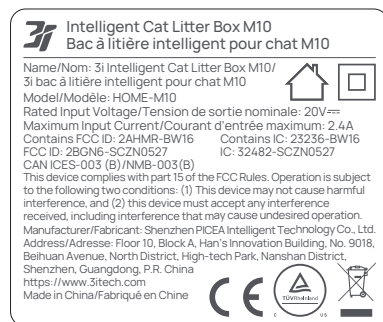 3i Intelligent Cat Litter Box M10
Bac à litière intelligent pour chat M10
Name/Nom: 3i Intelligent Cat Litter Box M10/
3i bac à litière intelligent pour chat M10
Model/Modèle: HOME-M10
Rated Input Voltage/Tension de sortie nominale: 20V⎓
Maximum Input Current/Courant d'entrée maximum: 2.4A
Contains FCC ID: 2AHMR-BW16 Contains IC: 23236-BW16
FCC ID: 2BGN6-SCZN0527 IC: 32482-SCZN0527
CAN ICES-003 (B)/NMB-003(B)
This device complies with part 15 of the FCC Rules. Operation is subject
to the following two conditions: (1) This device may not cause harmful
interference, and (2) this device must accept any interference
received, including interference that may cause undesired operation.
Manufacturer/Fabricant: Shenzhen PICEA Intelligent Technology Co., Ltd.
Address/Adresse: Floor 10, Block A, Han's Innovation Building, No. 9018,
Beihuan Avenue, North District, High-tech Park, Nanshan District,
Shenzhen, Guangdong, P.R. China
https://www.3itech.com
Made in China/Fabriqué en Chine
CE
TÜVRheinland
C US